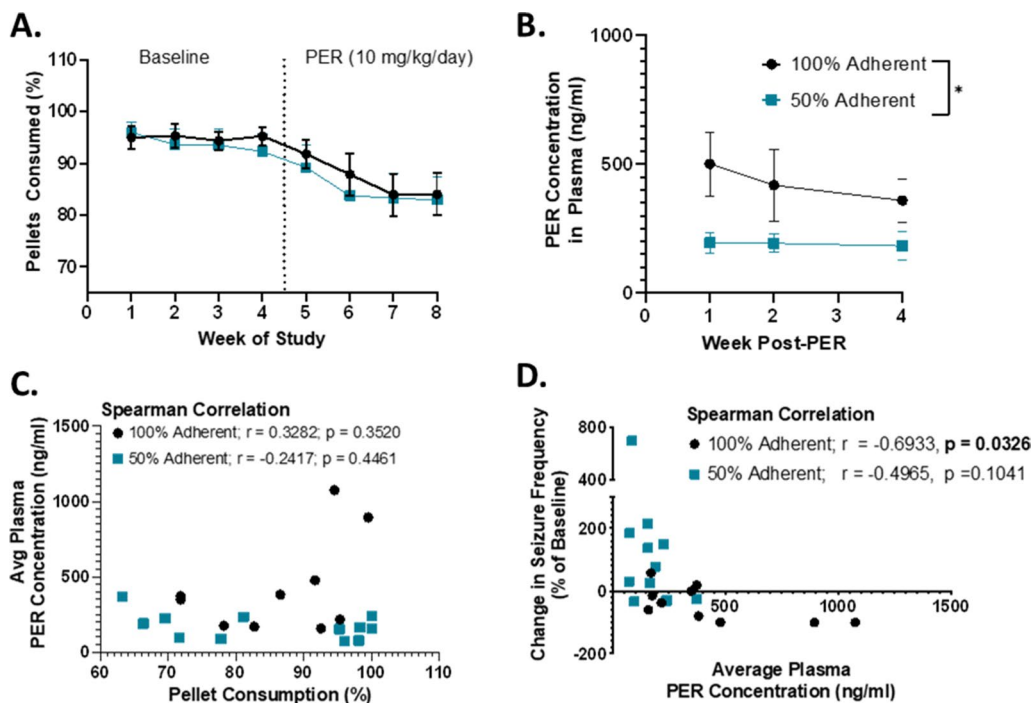 A.
Baseline
PER (10 mg/kg/day)
Pellets Consumed (%)
110
100
90
80
70
0 1 2 3 4 5 6 7 8
Week of Study
B.
100% Adherent
50% Adherent
*
PER Concentration
in Plasma (ng/ml)
1000
500
0
0 1 2 3 4
Week Post-PER
C.
Spearman Correlation
100% Adherent; r = 0.3282; p = 0.3520
50% Adherent; r = -0.2417; p = 0.4461
Avg Plasma
PER Concentration (ng/ml)
1500
1000
500
0
60 70 80 90 100 110
Pellet Consumption (%)
D.
Spearman Correlation
100% Adherent; r = -0.6933, p = 0.0326
50% Adherent; r = -0.4965, p =0.1041
Change in Seizure Frequency
(% of Baseline)
800
400
200
0
-200
500 1000 1500
Average Plasma
PER Concentration (ng/ml)